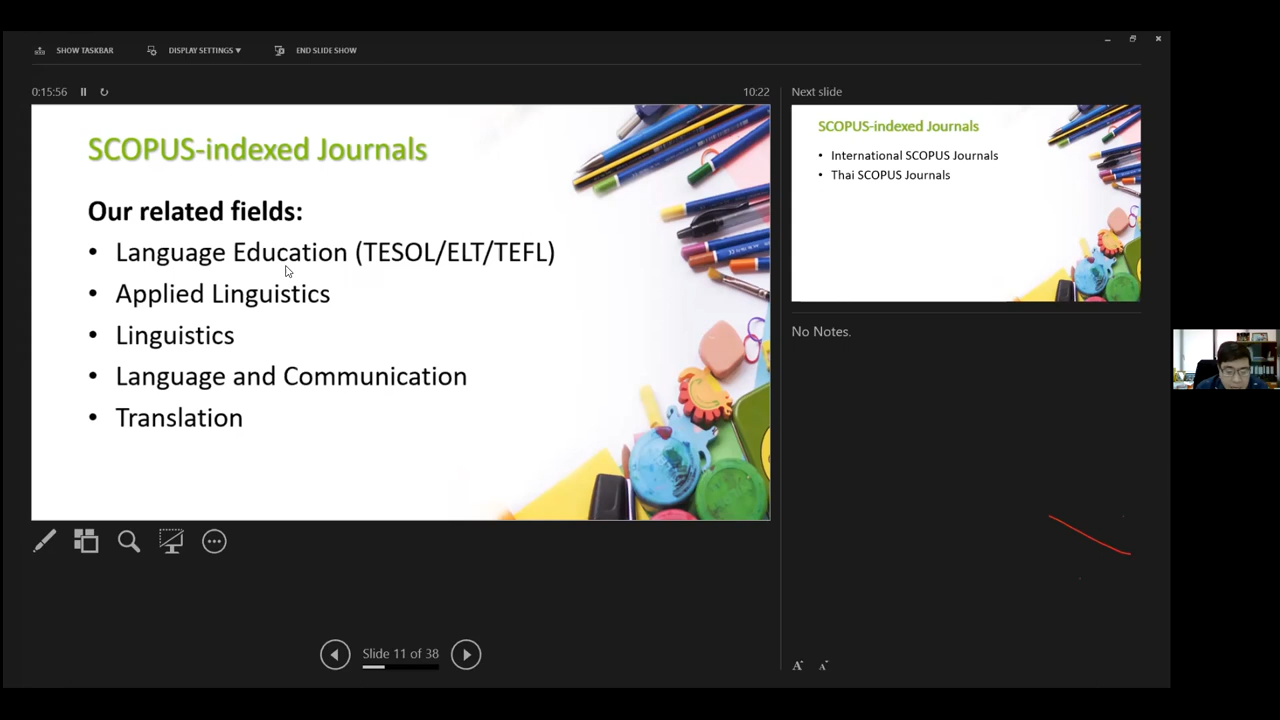 SHOW TASKBAR
DISPLAY SETTINGS ▼
END SLIDE SHOW
0:15:56
10:22
SCOPUS-indexed Journals
Our related fields:
• Language Education (TESOL/ELT/TEFL)
• Applied Linguistics
• Linguistics
• Language and Communication
• Translation
Slide 11 of 38
Next slide
SCOPUS-indexed Journals
• International SCOPUS Journals
• Thai SCOPUS Journals
No Notes.
A A